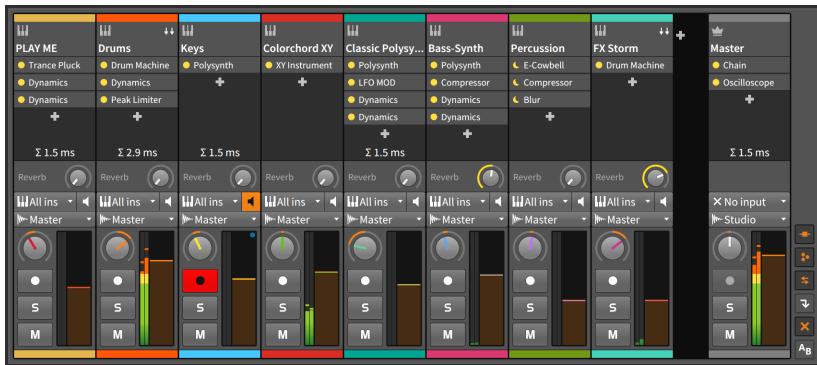 PLAY ME
Drums
Keys
Colorchord XY
Classic Polysy...
Bass-Synth
Percussion
FX Storm
Master
Trance Pluck
Drum Machine
Polysynth
XY Instrument
Polysynth
Polysynth
E-Cowbell
Drum Machine
Chain
Dynamics
Dynamics
LFO MOD
Compressor
Compressor
Oscilloscope
Dynamics
Peak Limiter
Dynamics
Dynamics
Blur
Dynamics
Dynamics
Σ 1.5 ms
Σ 2.9 ms
Σ 1.5 ms
Σ 1.5 ms
Σ 1.5 ms
Reverb
Reverb
Reverb
Reverb
Reverb
Reverb
Reverb
Reverb
All ins
All ins
All ins
All ins
All ins
All ins
All ins
All ins
No input
Master
Master
Master
Master
Master
Master
Master
Master
Studio
S
S
S
S
S
S
S
S
S
M
M
M
M
M
M
M
M
M
AB